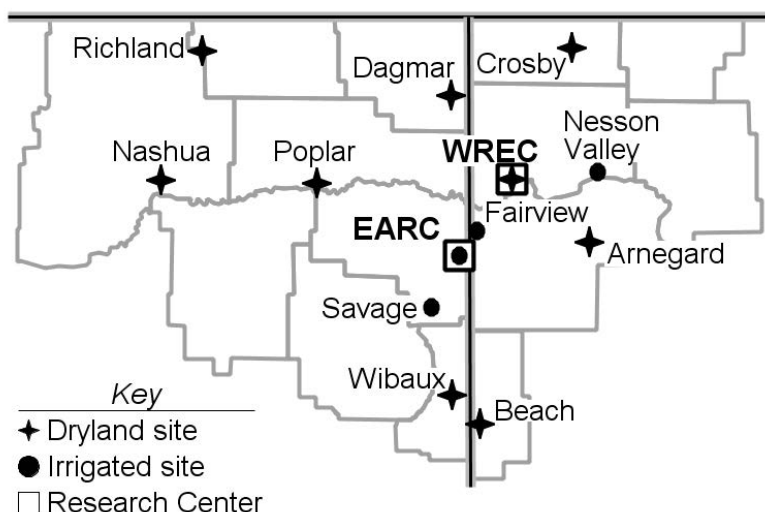 Richland
Dagmar
Crosby
Nashua
Poplar
WREC
Nesson
Valley
EARC
Fairview
Arnegard
Savage
Wibaux
Beach
Key
Dryland site
Irrigated site
Research Center